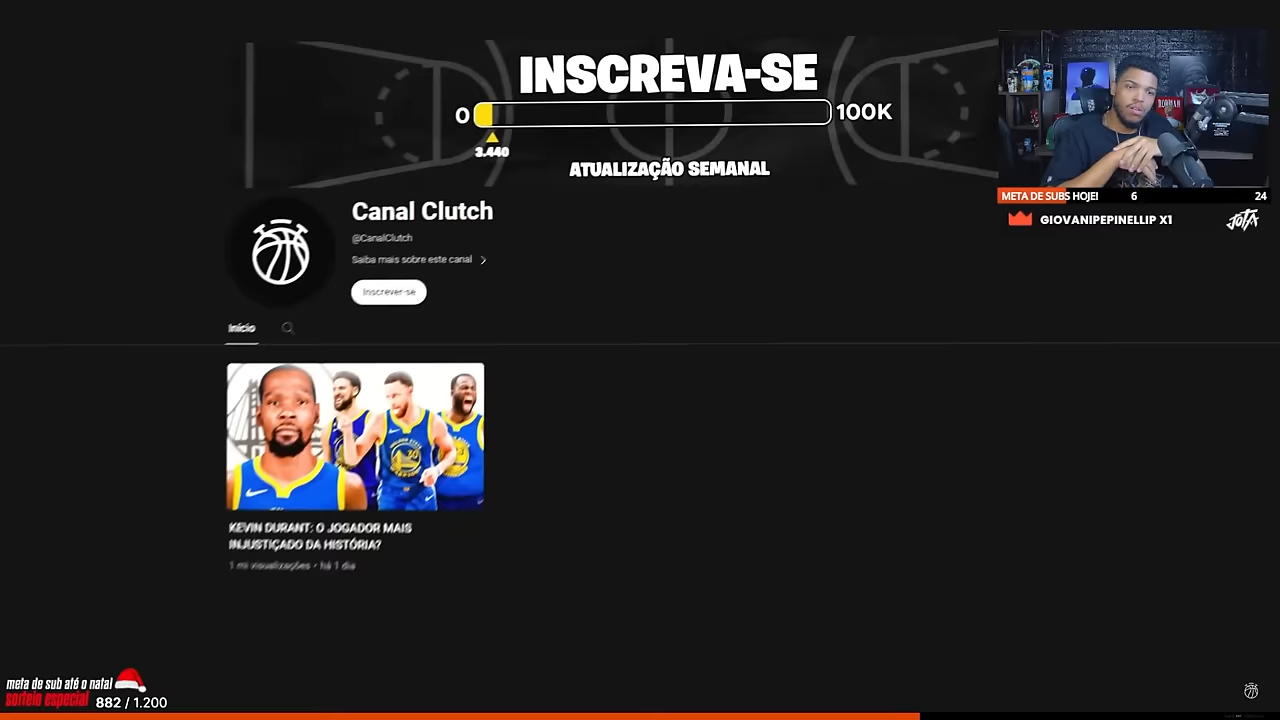 INSCREVA-SE
0
100K
3.440
ATUALIZAÇÃO SEMANAL
META DE SUBS HOJE!
6
24
GIOVANIPEPINELLIP X1
JOTA
Canal Clutch
@CanalClutch
Saiba mais sobre este canal
Inscrever-se
Início
KEVIN DURANT: O JOGADOR MAIS
INJUSTIÇADO DA HISTÓRIA?
1 mi visualizações • há 1 dia
meta de sub até o natal
sorteio especial
882 / 1.200